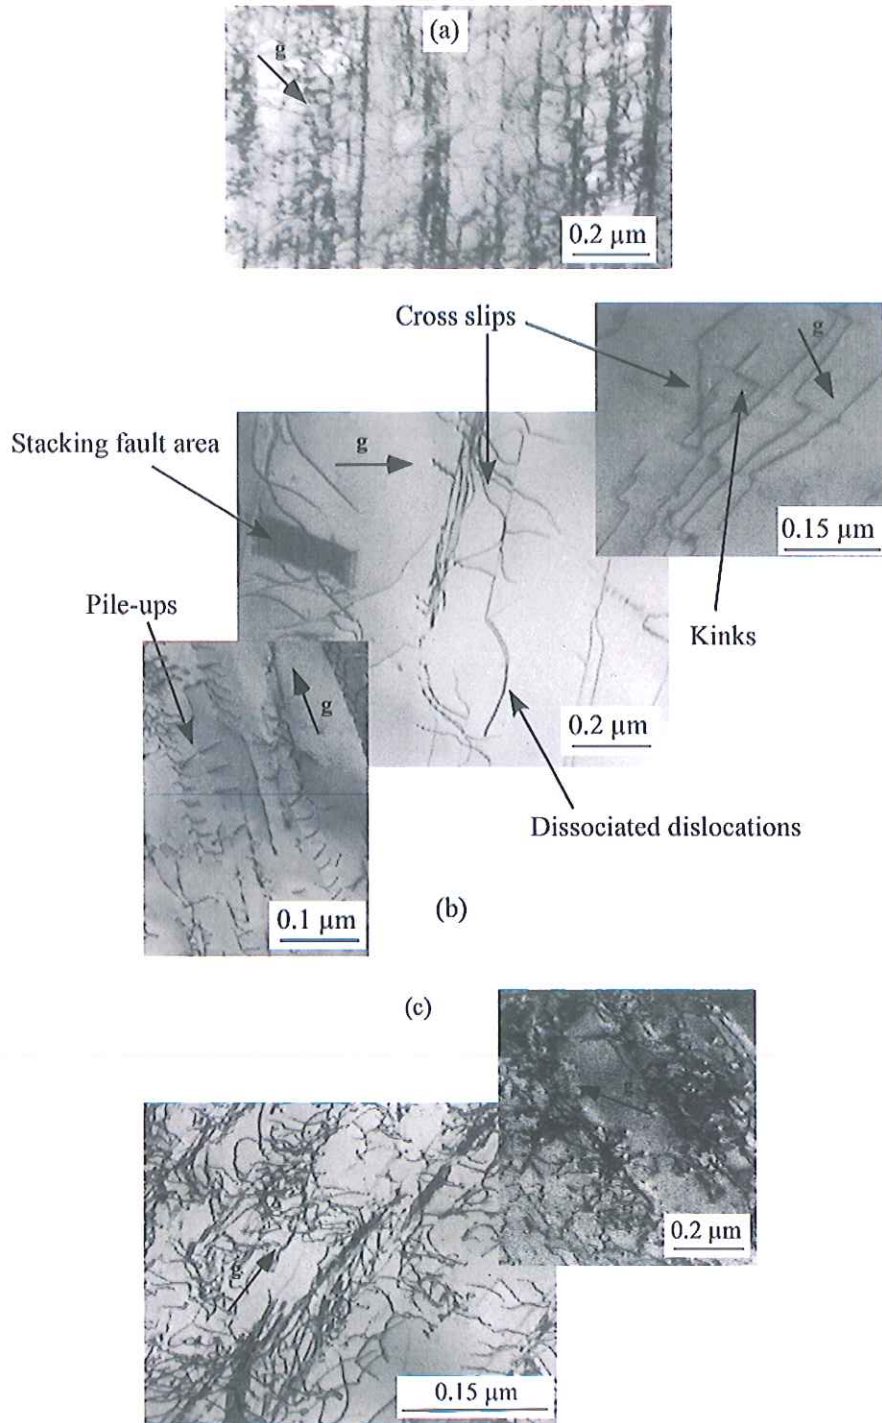 (a)
g
0.2 µm
Cross slips
g
Stacking fault area
g
0.15 µm
Pile-ups
Kinks
g
0.2 µm
Dissociated dislocations
0.1 µm
(b)
(c)
g
0.2 µm
g
0.15 µm